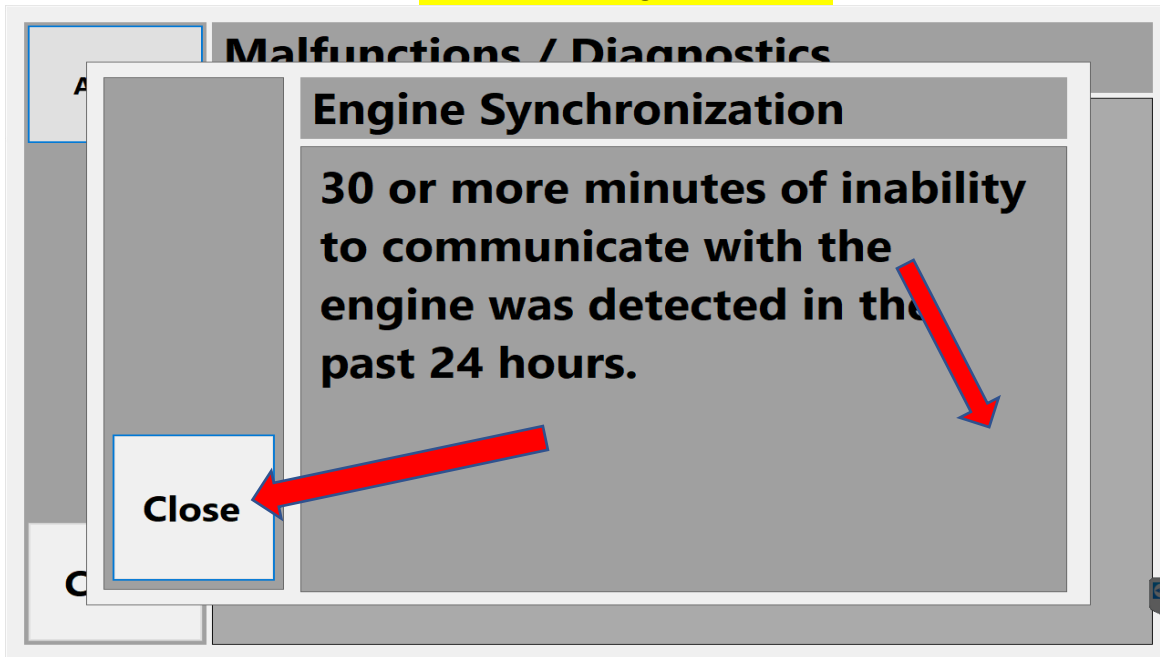 Malfunctions / Diagnostics
A
Engine Synchronization
30 or more minutes of inability
to communicate with the
engine was detected in the
past 24 hours.
Close
C